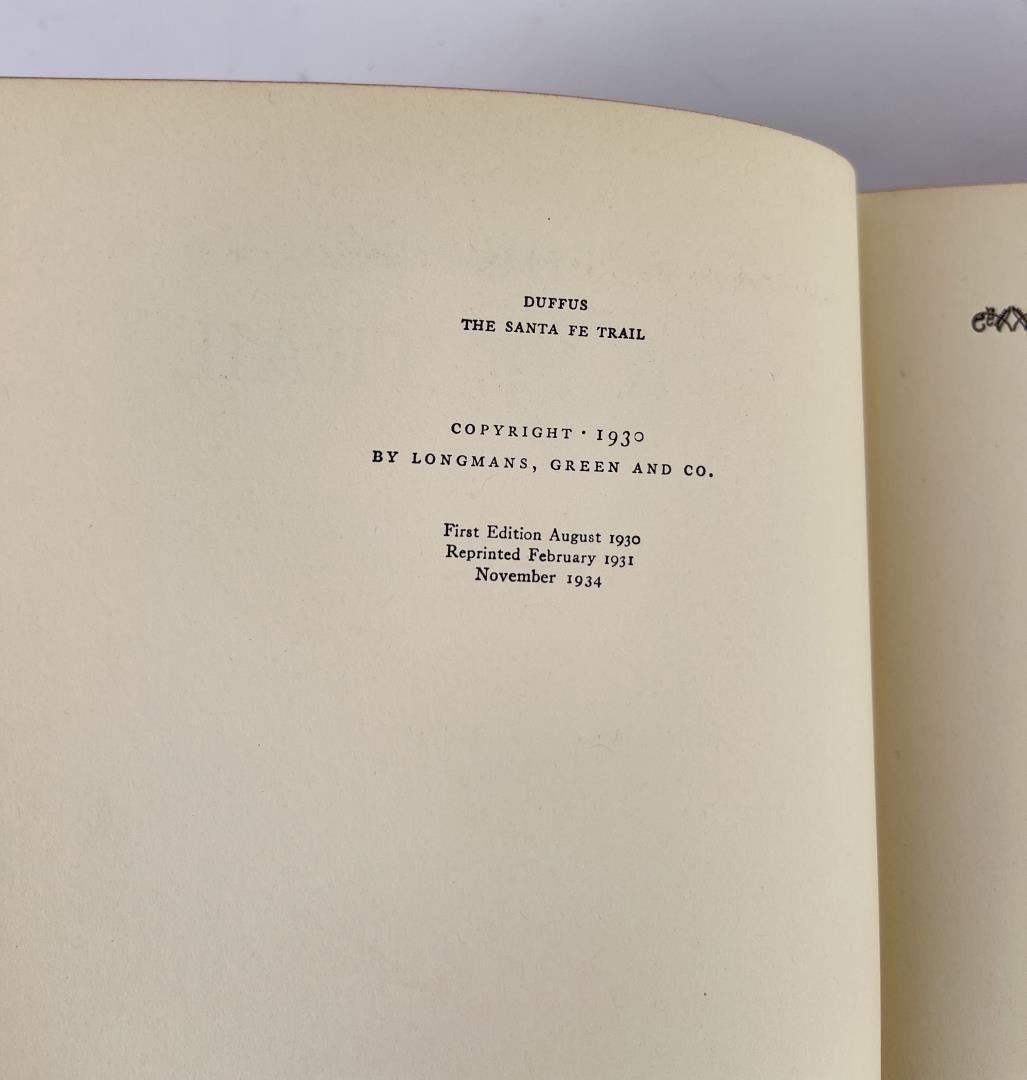 DUFFUS
THE SANTA FE TRAIL
COPYRIGHT · 1930
BY LONGMANS, GREEN AND CO.
First Edition August 1930
Reprinted February 1931
November 1934